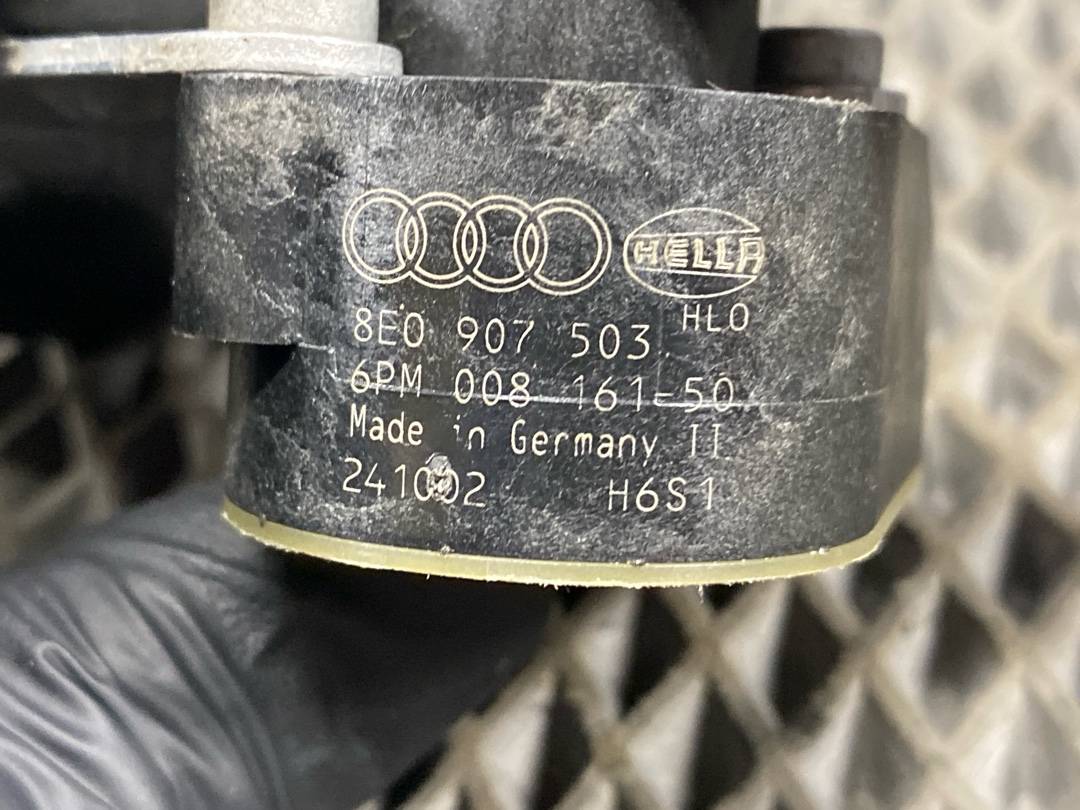 HELLA
HLO
8E0 907 503
6PM 008 161-50
Made in Germany II
241002 H6S1